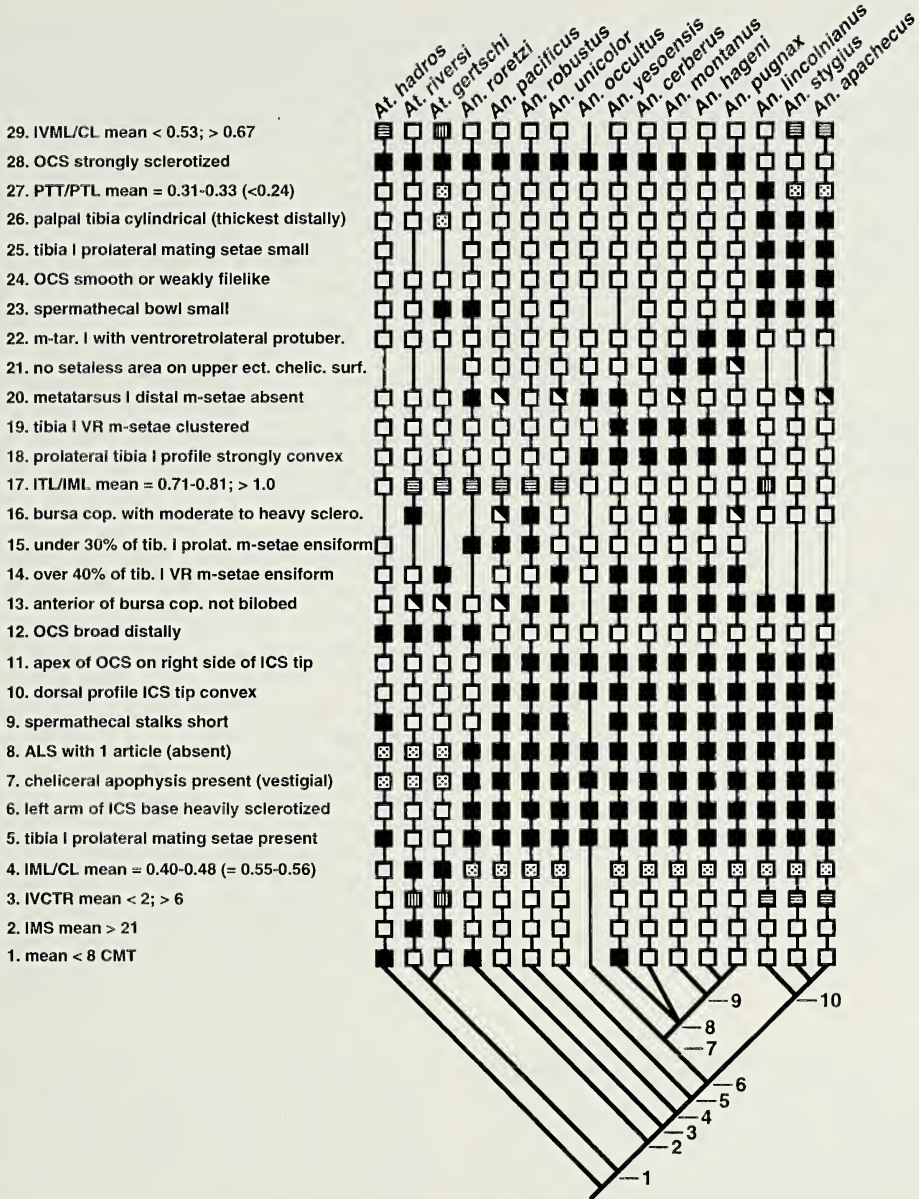 At. hadros
At. riversi
At. gertschi
An. roretzi
An. pacificus
An. robustus
An. unicolor
An. occultus
An. yesoensis
An. cerberus
An. montanus
An. hageni
An. pugnax
An. lincolnianus
An. stygius
An. apachecus
29. IVML/CL mean < 0.53; > 0.67
28. OCS strongly sclerotized
27. PTT/PTL mean = 0.31-0.33 (<0.24)
26. palpal tibia cylindrical (thickest distally)
25. tibia I prolateral mating setae small
24. OCS smooth or weakly filelike
23. spermathecal bowl small
22. m-tar. I with ventroretrolateral protuber.
21. no setaless area on upper ect. chelic. surf.
20. metatarsus I distal m-setae absent
19. tibia I VR m-setae clustered
18. prolateral tibia I profile strongly convex
17. ITL/IML mean = 0.71-0.81; > 1.0
16. bursa cop. with moderate to heavy sclero.
15. under 30% of tib. I prolat. m-setae ensiform
14. over 40% of tib. I VR m-setae ensiform
13. anterior of bursa cop. not bilobed
12. OCS broad distally
11. apex of OCS on right side of ICS tip
10. dorsal profile ICS tip convex
9. spermathecal stalks short
8. ALS with 1 article (absent)
7. cheliceral apophysis present (vestigial)
6. left arm of ICS base heavily sclerotized
5. tibia I prolateral mating setae present
4. IML/CL mean = 0.40-0.48 (= 0.55-0.56)
3. IVCTR mean < 2; > 6
2. IMS mean > 21
1. mean < 8 CMT
9
10
8
7
6
5
4
3
2
1